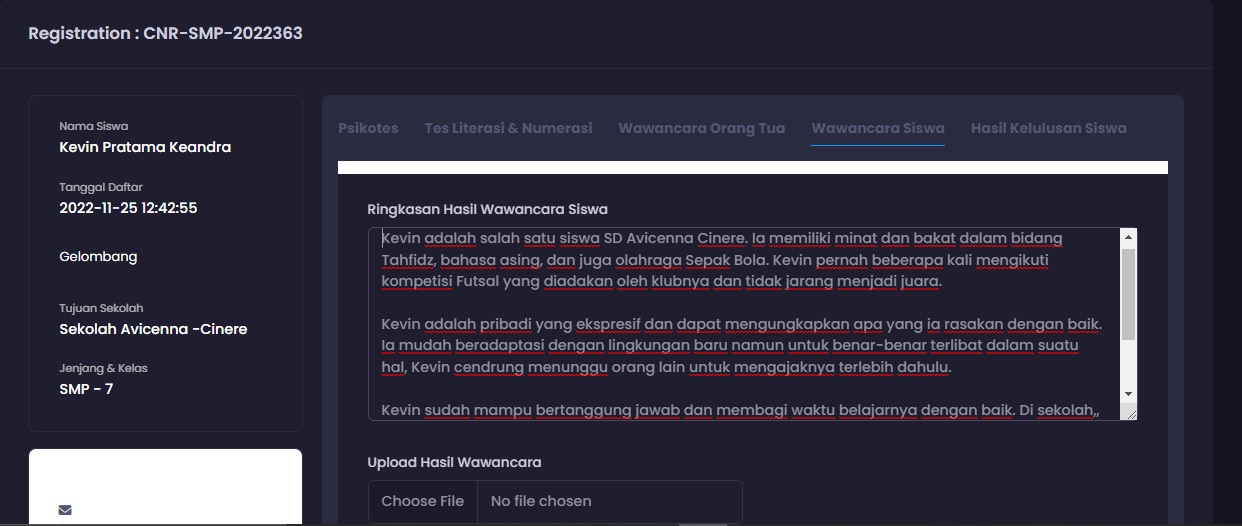 Registration : CNR-SMP-2022363
Nama Siswa
Kevin Pratama Keandra
Tanggal Daftar
2022-11-25 12:42:55
Gelombang
Tujuan Sekolah
Sekolah Avicenna -Cinere
Jenjang & Kelas
SMP - 7
Psikotes Tes Literasi & Numerasi Wawancara Orang Tua Wawancara Siswa Hasil Kelulusan Siswa
Ringkasan Hasil Wawancara Siswa
Kevin adalah salah satu siswa SD Avicenna Cinere. Ia memiliki minat dan bakat dalam bidang
Tahfidz, bahasa asing, dan juga olahraga Sepak Bola. Kevin pernah beberapa kali mengikuti
kompetisi Futsal yang diadakan oleh klubnya dan tidak jarang menjadi juara.
Kevin adalah pribadi yang ekspresif dan dapat mengungkapkan apa yang ia rasakan dengan baik.
Ia mudah beradaptasi dengan lingkungan baru namun untuk benar-benar terlibat dalam suatu
hal, Kevin cendrung menunggu orang lain untuk mengajaknya terlebih dahulu.
Kevin sudah mampu bertanggung jawab dan membagi waktu belajarnya dengan baik. Di sekolah,,
Upload Hasil Wawancara
Choose File No file chosen